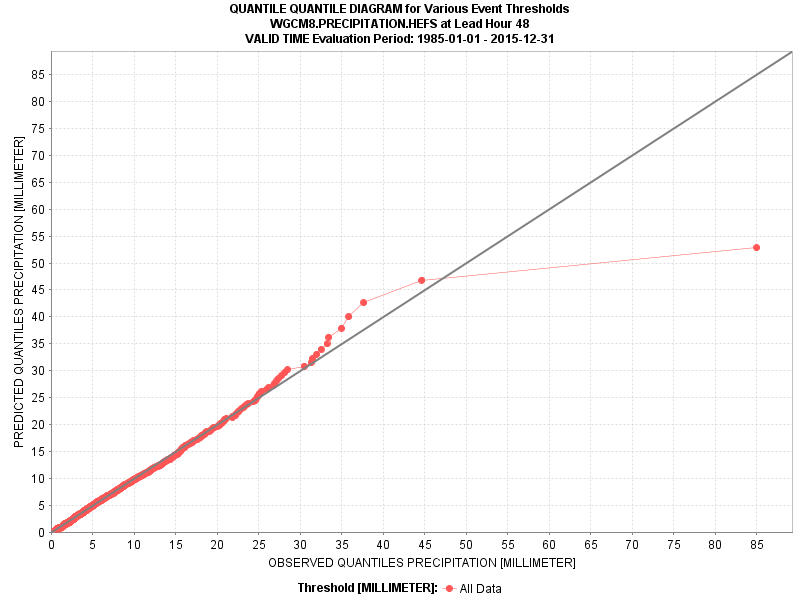 QUANTILE QUANTILE DIAGRAM for Various Event Thresholds
WGCM8.PRECIPITATION.HEFS at Lead Hour 48
VALID TIME Evaluation Period: 1985-01-01 - 2015-12-31
PREDICTED QUANTILES PRECIPITATION [MILLIMETER]
85
80
75
70
65
60
55
50
45
40
35
30
25
20
15
10
5
0
0 5 10 15 20 25 30 35 40 45 50 55 60 65 70 75 80 85
OBSERVED QUANTILES PRECIPITATION [MILLIMETER]
Threshold [MILLIMETER]: All Data